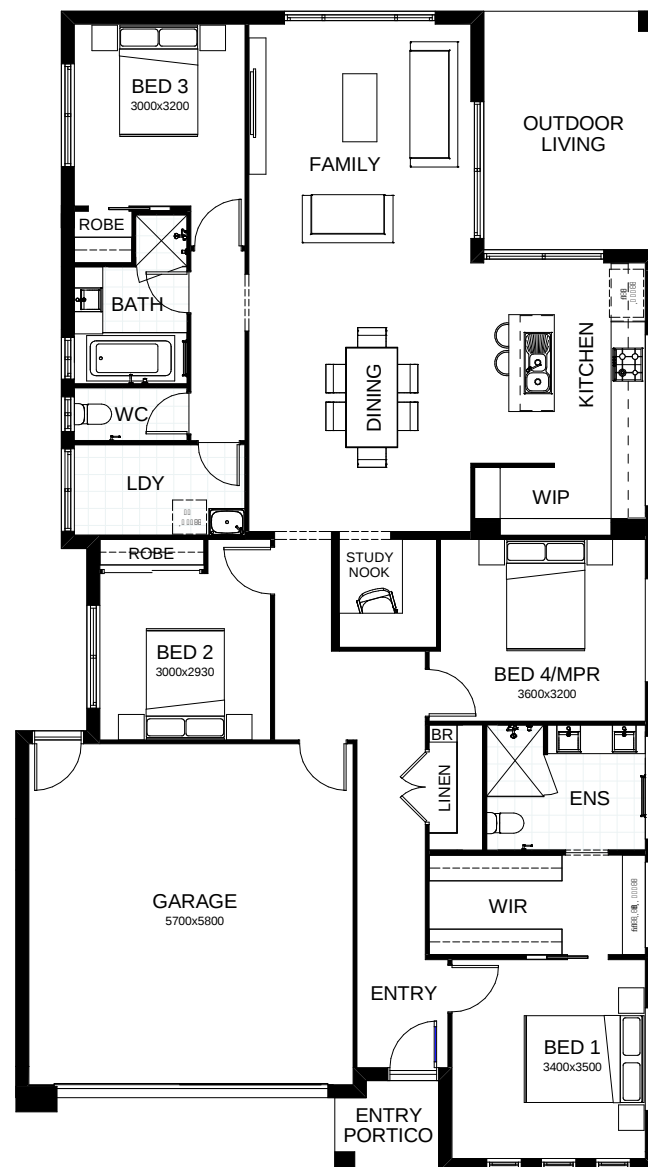 BED 3
3000x3200
FAMILY
OUTDOOR
LIVING
ROBE
BATH
WC
DINING
KITCHEN
LDY
WIP
ROBE
STUDY
NOOK
BED 2
3000x2930
BED 4/MPR
3600x3200
BR
LINEN
ENS
GARAGE
5700x5800
WIR
ENTRY
BED 1
3400x3500
ENTRY
PORTICO